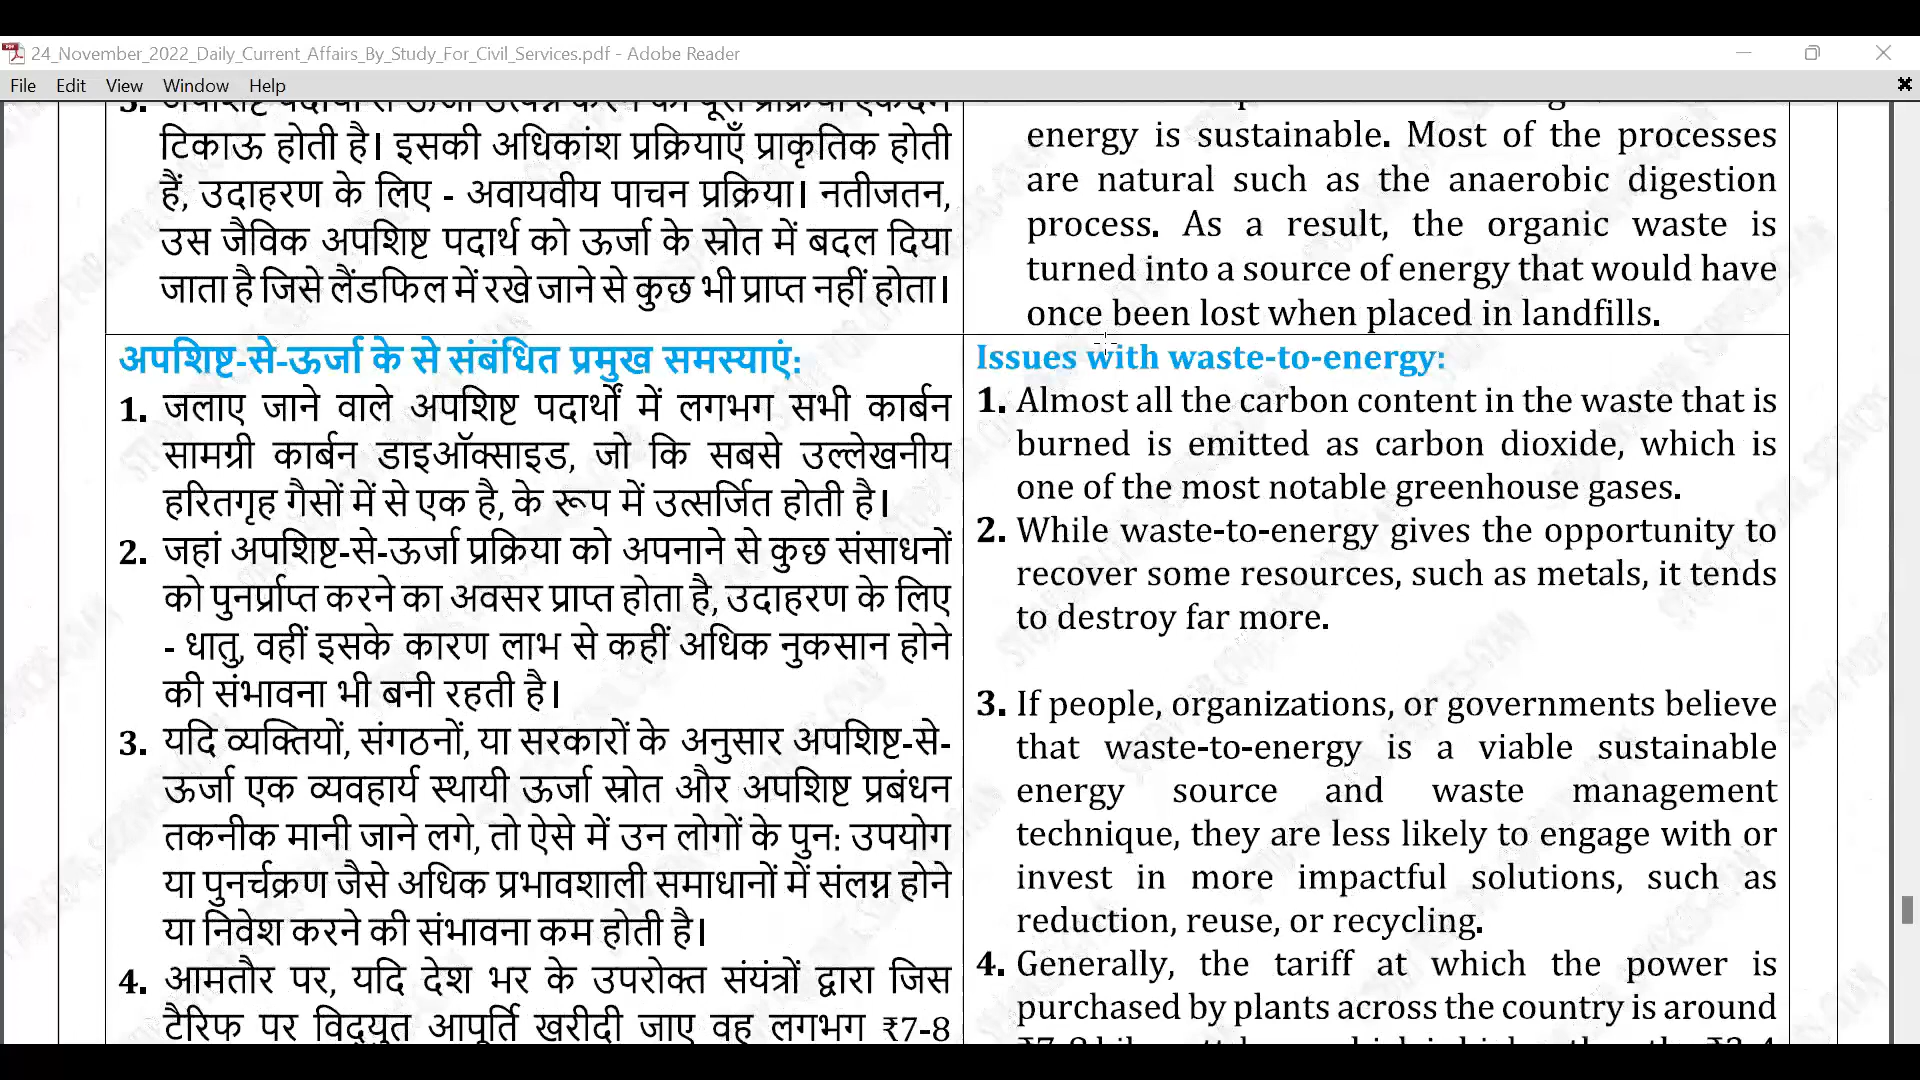 24_November_2022_Daily_Current_Affairs_By_Study_For_Civil_Services.pdf - Adobe Reader
File Edit View Window Help
टिकाऊ होती है। इसकी अधिकांश प्रक्रियाएँ प्राकृतिक होती
हैं, उदाहरण के लिए - अवायवीय पाचन प्रक्रिया। नतीजतन,
उस जैविक अपशिष्ट पदार्थ को ऊर्जा के स्रोत में बदल दिया
जाता है जिसे लैंडफिल में रखे जाने से कुछ भी प्राप्त नहीं होता।
अपशिष्ट-से-ऊर्जा के से संबंधित प्रमुख समस्याएं:
1. जलाए जाने वाले अपशिष्ट पदार्थों में लगभग सभी कार्बन
सामग्री कार्बन डाइऑक्साइड, जो कि सबसे उल्लेखनीय
हरितगृह गैसों में से एक है, के रूप में उत्सर्जित होती है।
2. जहां अपशिष्ट-से-ऊर्जा प्रक्रिया को अपनाने से कुछ संसाधनों
को पुनर्प्राप्त करने का अवसर प्राप्त होता है, उदाहरण के लिए
- धातु, वहीं इसके कारण लाभ से कहीं अधिक नुकसान होने
की संभावना भी बनी रहती है।
3. यदि व्यक्तियों, संगठनों, या सरकारों के अनुसार अपशिष्ट-से-
ऊर्जा एक व्यवहार्य स्थायी ऊर्जा स्रोत और अपशिष्ट प्रबंधन
तकनीक मानी जाने लगे, तो ऐसे में उन लोगों के पुन: उपयोग
या पुनर्चक्रण जैसे अधिक प्रभावशाली समाधानों में संलग्न होने
या निवेश करने की संभावना कम होती है।
4. आमतौर पर, यदि देश भर के उपरोक्त संयंत्रों द्वारा जिस
टैरिफ पर विद्युत आपूर्ति खरीदी जाए वह लगभग ₹7-8
energy is sustainable. Most of the processes
are natural such as the anaerobic digestion
process. As a result, the organic waste is
turned into a source of energy that would have
once been lost when placed in landfills.
Issues with waste-to-energy:
1. Almost all the carbon content in the waste that is
burned is emitted as carbon dioxide, which is
one of the most notable greenhouse gases.
2. While waste-to-energy gives the opportunity to
recover some resources, such as metals, it tends
to destroy far more.
3. If people, organizations, or governments believe
that waste-to-energy is a viable sustainable
energy source and waste management
technique, they are less likely to engage with or
invest in more impactful solutions, such as
reduction, reuse, or recycling.
4. Generally, the tariff at which the power is
purchased by plants across the country is around